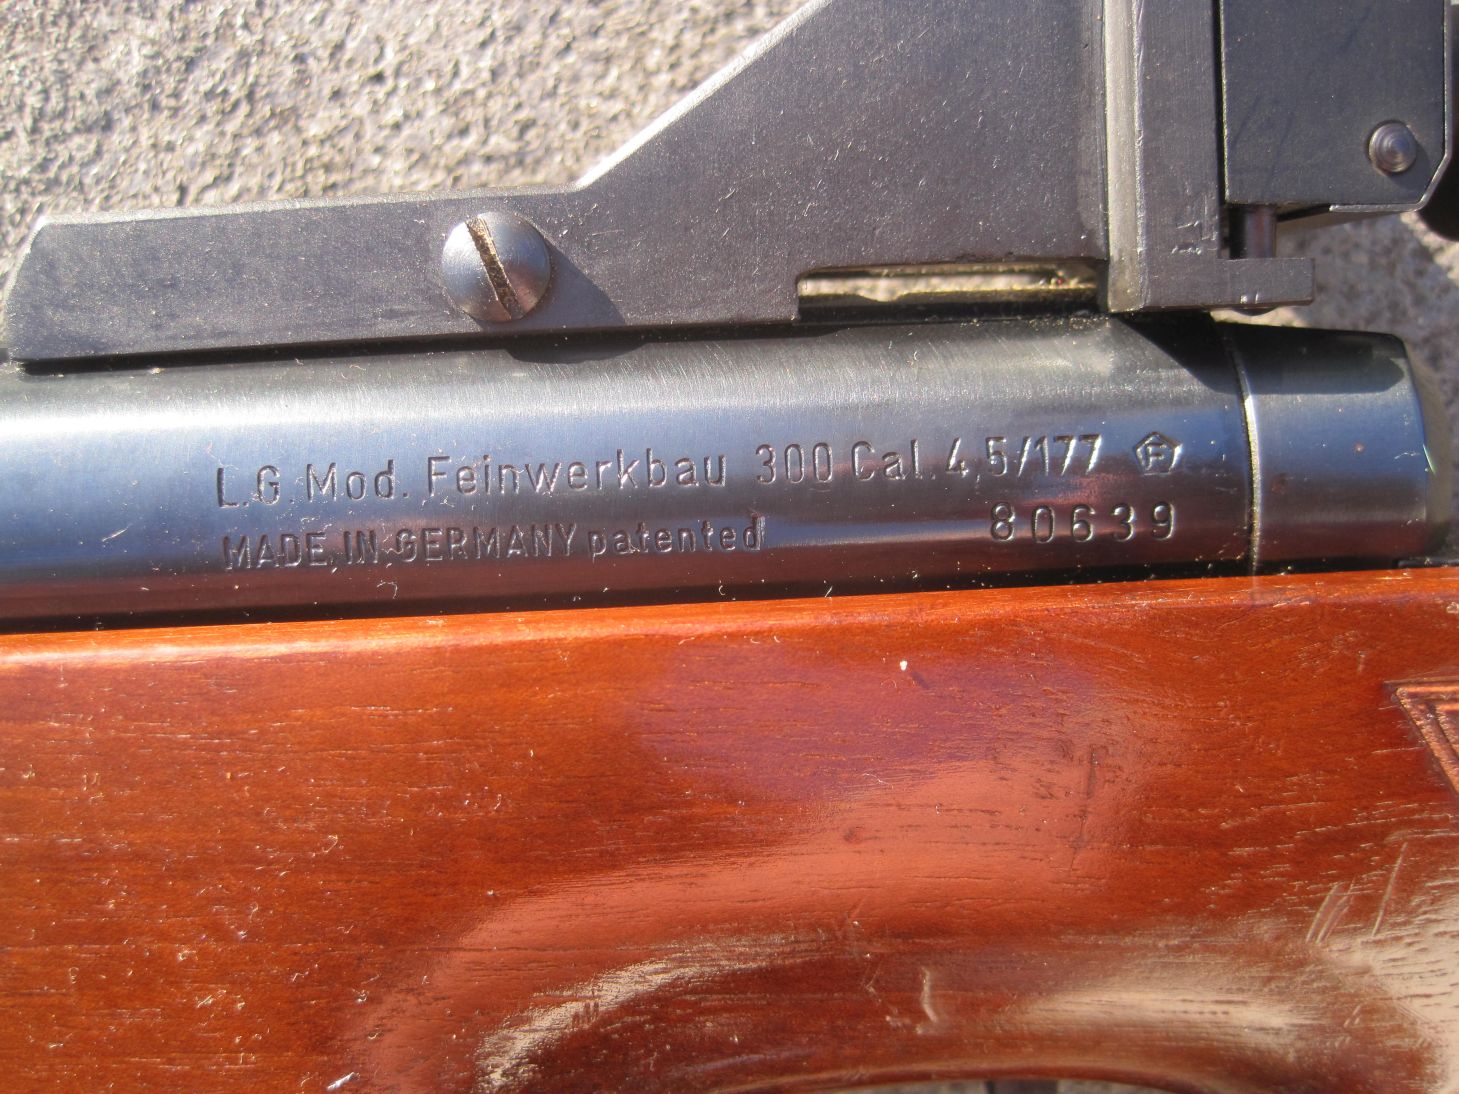 L.G. Mod. Feinwerkbau 300 Cal. 4,5/177 F
MADE IN GERMANY patented 80639